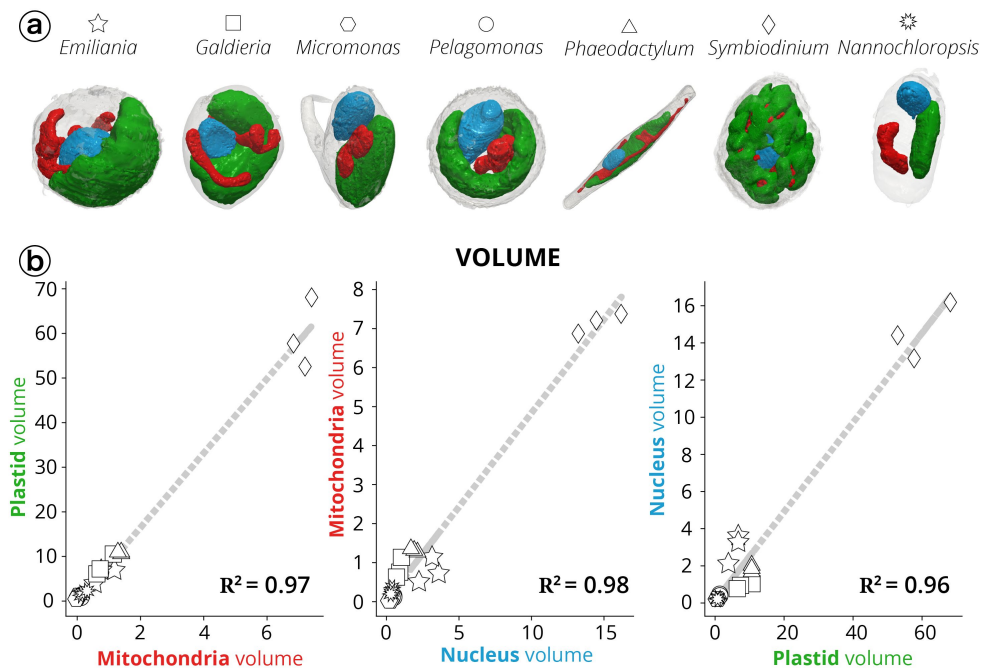 a
Emiliania Galdieria Micromonas Pelagomonas Phaeodactylum Symbiodinium Nannochloropsis
b
VOLUME
Plastid volume
70
60
50
40
30
20
10
0
R² = 0.97
0 2 4 6
Mitochondria volume
Mitochondria volume
8
7
6
5
4
3
2
1
0
R² = 0.98
0 5 10 15
Nucleus volume
Nucleus volume
16
14
12
10
8
6
4
2
0
R² = 0.96
0 20 40 60
Plastid volume